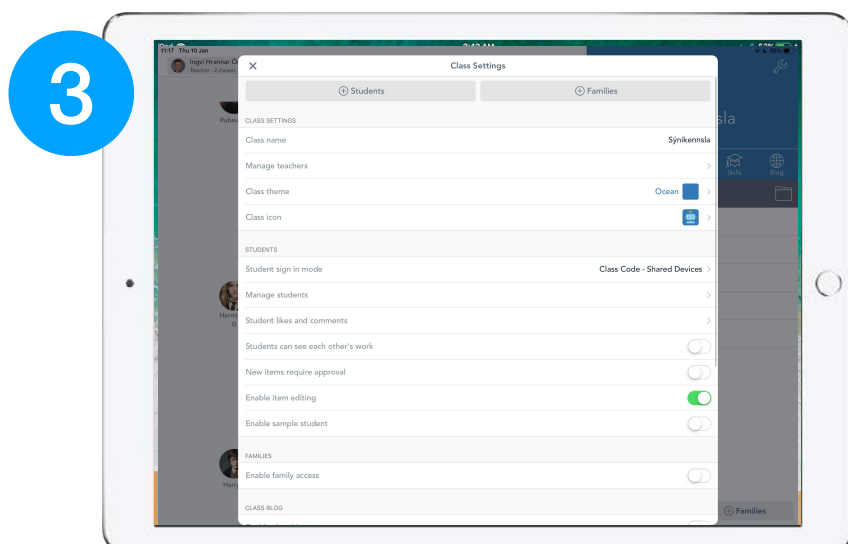 3
11:17 Thu 10 Jan
Ingvi Hrannar
Teacher · 2 classes
Class Settings
Students
Families
CLASS SETTINGS
Class name
Sýnikennsla
Manage teachers
Class theme
Ocean
Class icon
Skills
Blog
STUDENTS
Student sign in mode
Class Code - Shared Devices
Manage students
Student likes and comments
Students can see each other's work
New items require approval
Enable item editing
Enable sample student
G
FAMILIES
Enable family access
CLASS BLOG
Families